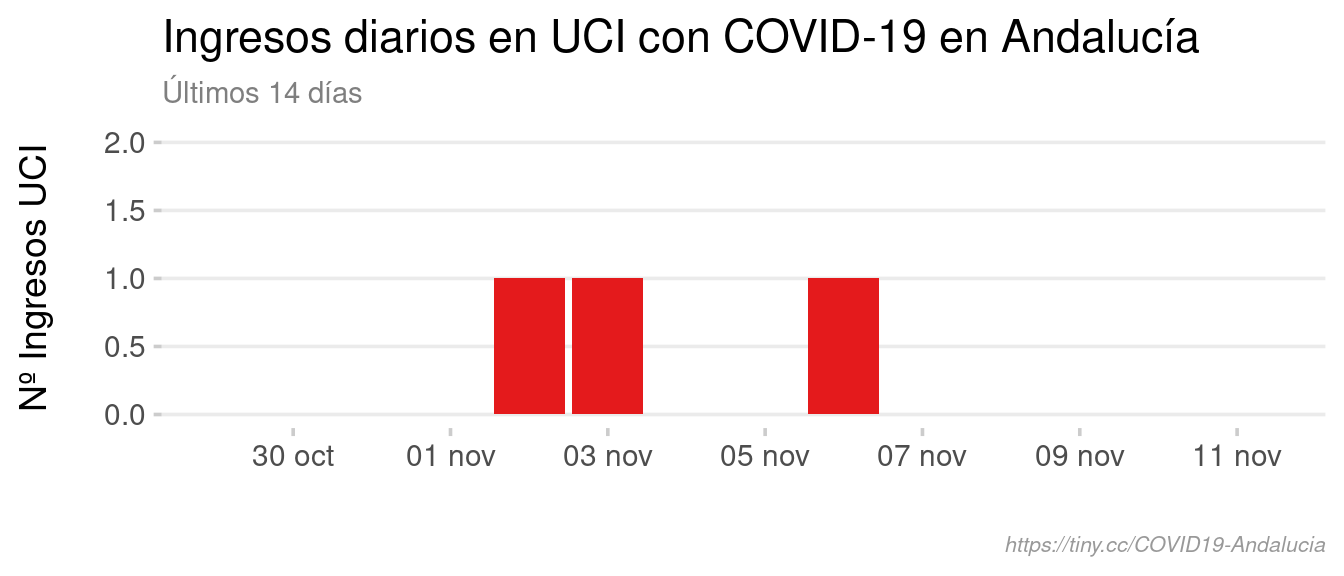 Ingresos diarios en UCI con COVID-19 en Andalucía
Últimos 14 días
Nº Ingresos UCI
2.0
1.5
1.0
0.5
0.0
30 oct 01 nov 03 nov 05 nov 07 nov 09 nov 11 nov
https://tiny.cc/COVID19-Andalucia